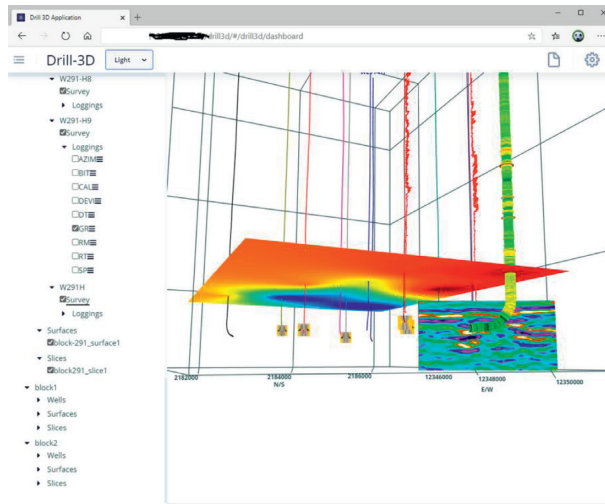 Drill 3D Application
drill3d/#/drill3d/dashboard
Drill-3D
Light
W291-H8
Survey
Loggings
W291-H9
Survey
Loggings
AZIM
BIT
CAL
DEVI
DT
GR
RM
RT
SP
W291H
Survey
Loggings
Surfaces
block-291_surface1
Slices
block291_slice1
block1
Wells
Surfaces
Slices
block2
Wells
Surfaces
Slices
2182000
2184000
2186000
12346000
12348000
12350000
N/S
E/W